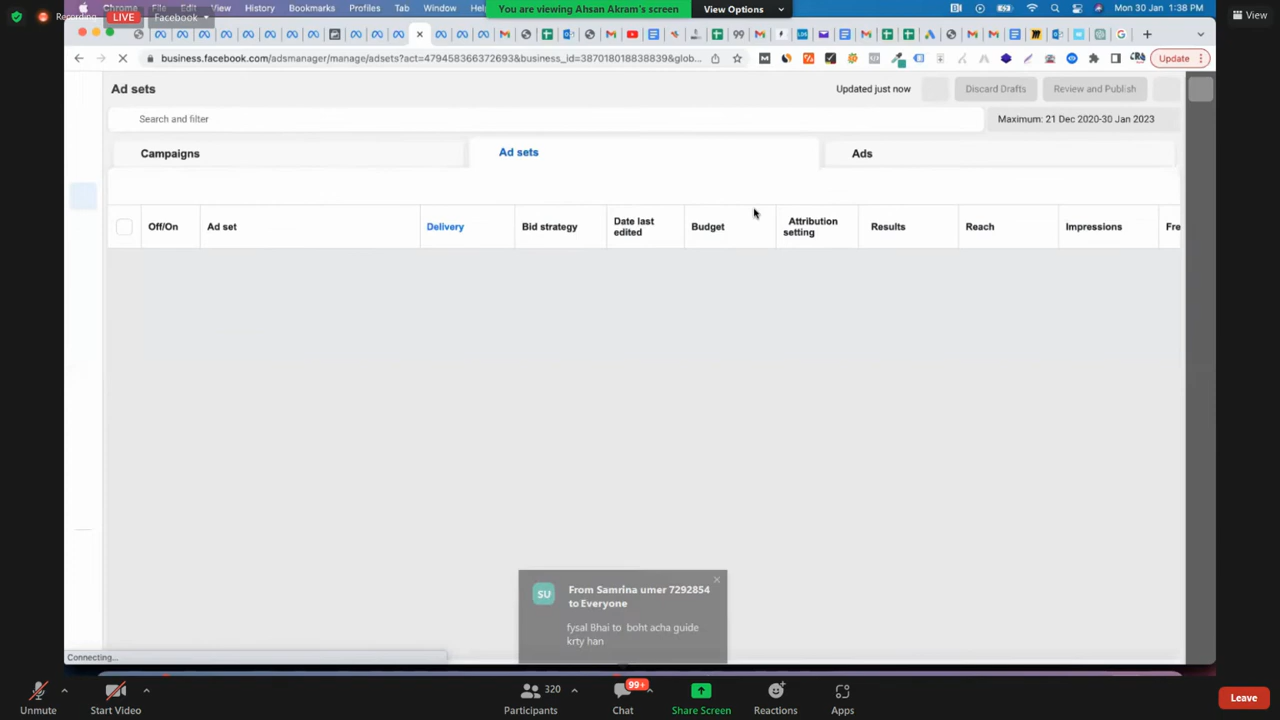 Recording
LIVE
Facebook
You are viewing Ahsan Akram's screen
View Options
Chrome
File
Edit
View
History
Bookmarks
Profiles
Tab
Window
Mon 30 Jan 1:38 PM
View
business.facebook.com/adsmanager/manage/adsets?act=479458366372693&business_id=387018018838839&glob...
Update
Ad sets
Updated just now
Discard Drafts
Review and Publish
Search and filter
Maximum: 21 Dec 2020-30 Jan 2023
Campaigns
Ad sets
Ads
Off/On
Ad set
Delivery
Bid strategy
Date last
edited
Budget
Attribution
setting
Results
Reach
Impressions
Fre
SU
From Samrina umer 7292854
to Everyone
fysal Bhai to boht acha guide
krty han
Connecting...
Unmute
Start Video
320
Participants
99+
Chat
Share Screen
Reactions
Apps
Leave